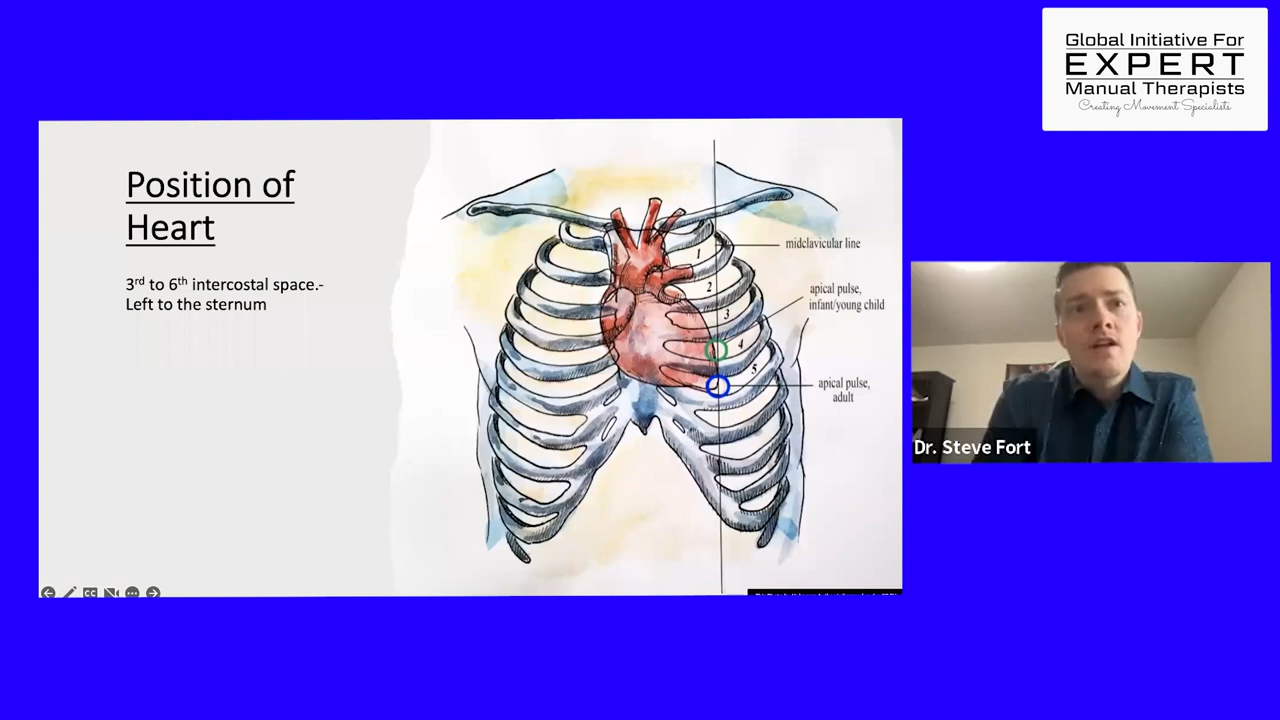 Global Initiative For
EXPERT
Manual Therapists
Creating Movement Specialists
Position of
Heart
3rd to 6th intercostal space.-
Left to the sternum
midclavicular line
1
2
apical pulse,
infant/young child
3
4
5
apical pulse,
adult
CC
Dr. Steve Fort